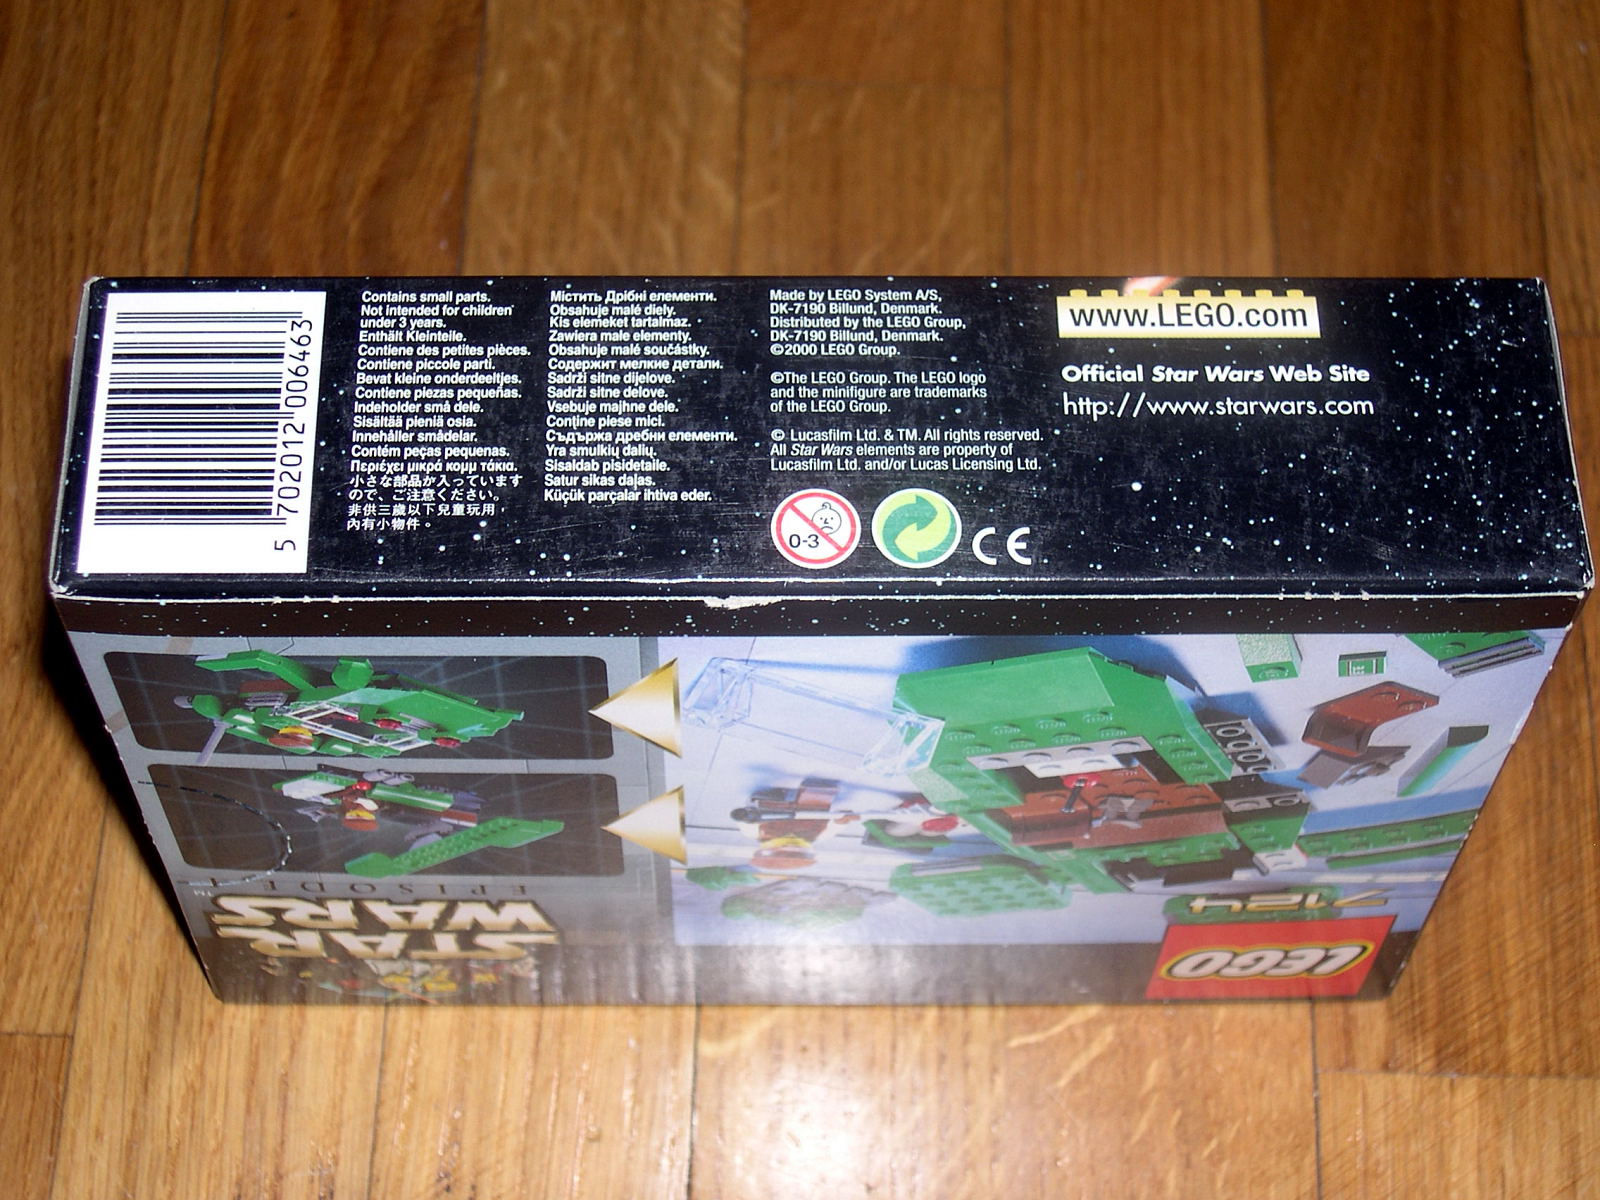 5 702012 006463
Contains small parts.
Not intended for children
under 3 years.
Enthält Kleinteile.
Contiene des petites pièces.
Contiene piccole parti.
Bevat kleine onderdeeltjes.
Contiene piezas pequeñas.
Indeholder små dele.
Sisältää pieniä osia.
Innehåller smådelar.
Contém peças pequenas.
Περιέχει μικρά κομμ τάκια.
小さな部品が入っています
ので、ご注意ください。
非供三歲以下兒童玩用，
內有小物件。
Містить Дрібні елементи.
Obsahuje malé diely.
Kis elemeket tartalmaz.
Zawiera małe elementy.
Obsahuje malé součástky.
Содержит мелкие детали.
Sadrži sitne dijelove.
Sadrži sitne delove.
Vsebuje majhne dele.
Conţine piese mici.
Съдържа дребни елементи.
Yra smulkių dalių.
Sisaldab pisidetaile.
Satur sikas daļas.
Küçük parçalar ihtiva eder.
Made by LEGO System A/S,
DK-7190 Billund, Denmark.
Distributed by the LEGO Group,
DK-7190 Billund, Denmark.
©2000 LEGO Group.
©The LEGO Group. The LEGO logo
and the minifigure are trademarks
of the LEGO Group.
© Lucasfilm Ltd. & TM. All rights reserved.
All Star Wars elements are property of
Lucasfilm Ltd. and/or Lucas Licensing Ltd.
0-3
CE
www.LEGO.com
Official Star Wars Web Site
http://www.starwars.com
LEGO
7124
STAR
WARS™
EPISODE I